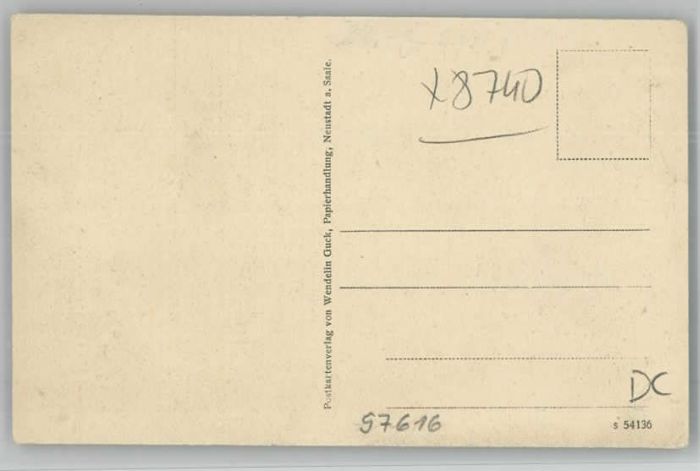 Postkartenverlag von Wendelin Guck, Papierhandlung, Neustadt a. Saale.
X8740
DC
57616
s 54136